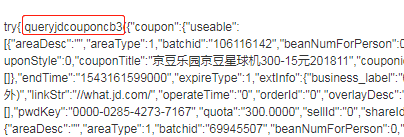 try{queryjdcouponcb3({"coupon":{"useable":
[{"areaDesc":"","areaType":1,"batchid":"106116142","beanNumForPerson":0
uponStyle":0,"couponTitle":"京豆乐园京豆星球机300-15元201811","couponid
[]},"endTime":"1543161599000","expireType":1,"extInfo":{"business_label":"
外)","linkStr":"//what.jd.com/","operateTime":"0","orderId":"0","overlayDesc":
[],"pwdKey":"0000-0285-4273-7167","quota":"300.0000","sellId":"0","shareId
{"areaDesc":"","areaType":1,"batchid":"69945507","beanNumForPerson":0,"